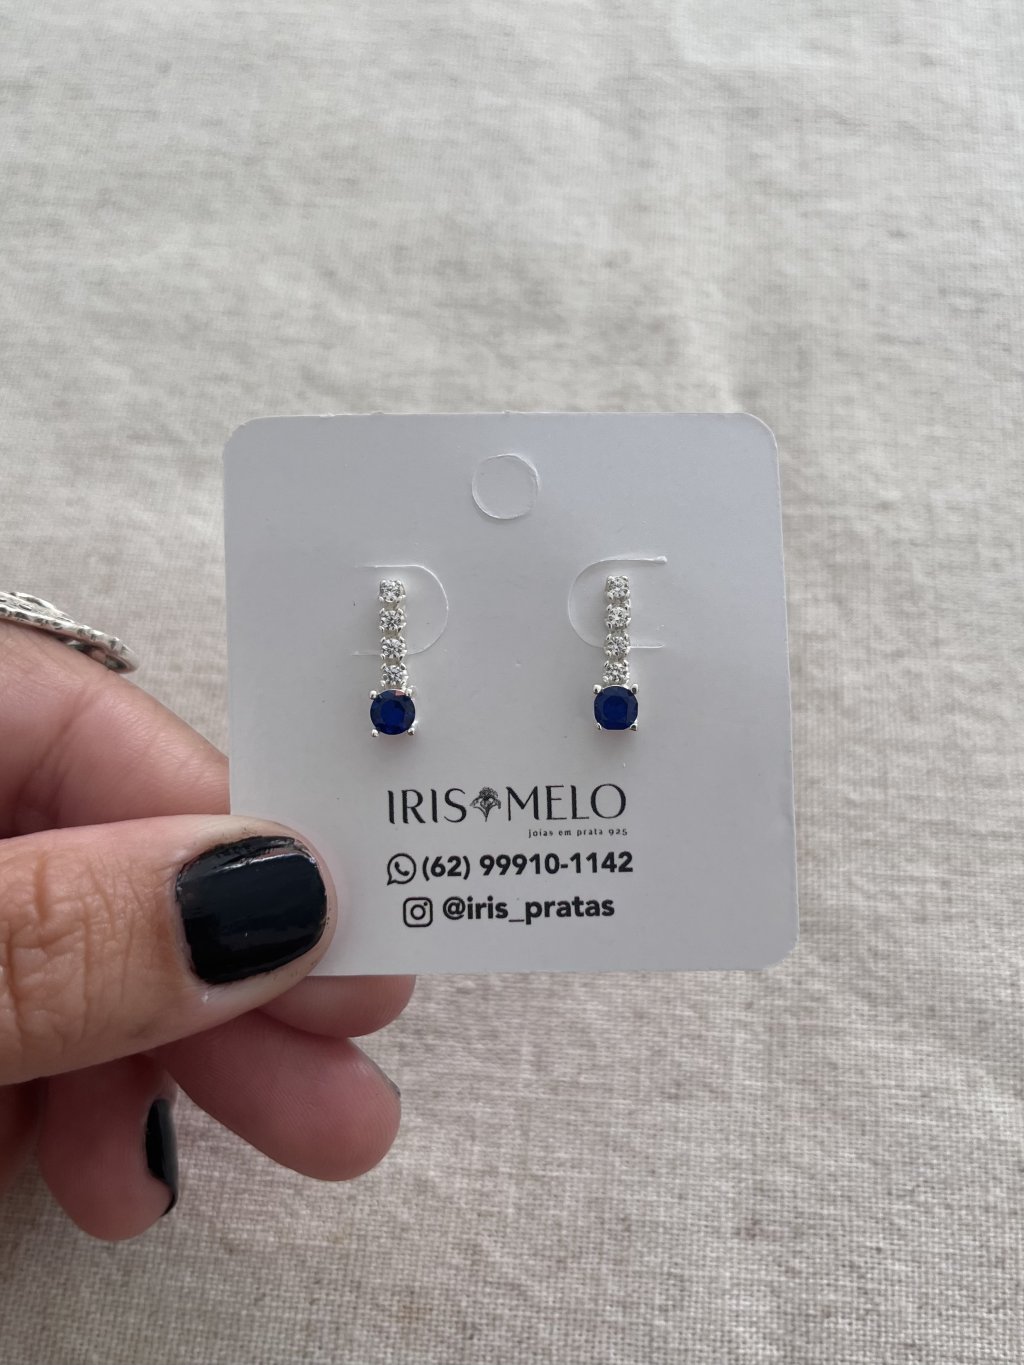 IRIS MELO
joias em prata 925
(62) 99910-1142
@iris_pratas